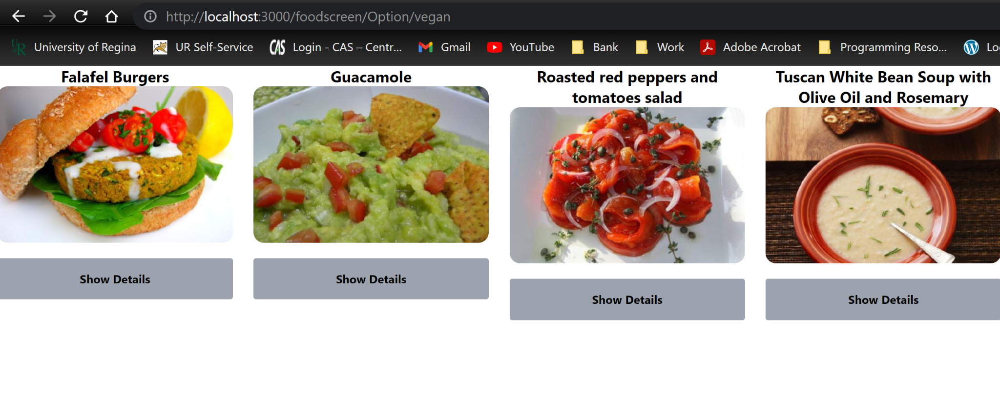 http://localhost:3000/foodscreen/Option/vegan
University of Regina UR Self-Service CAS Login - CAS – Centr... Gmail YouTube Bank Work Adobe Acrobat Programming Reso... Lo
Falafel Burgers
Guacamole
Roasted red peppers and
tomatoes salad
Tuscan White Bean Soup with
Olive Oil and Rosemary
Show Details
Show Details
Show Details
Show Details